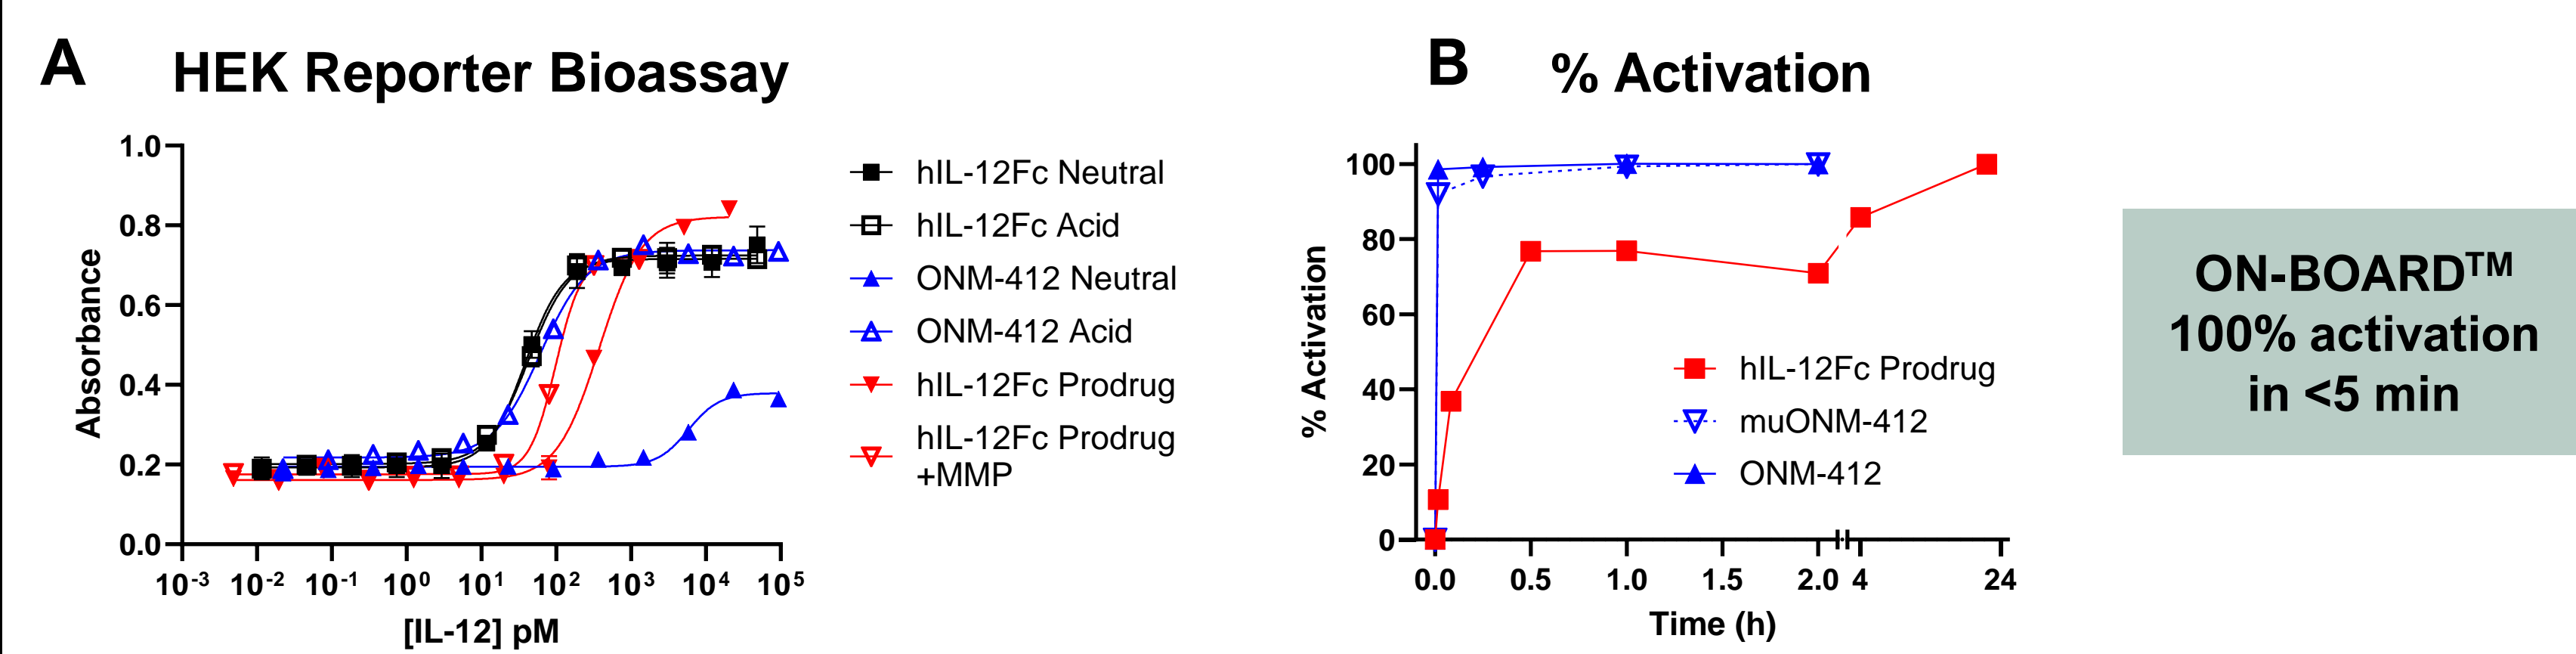 A
HEK Reporter Bioassay
1.0
0.8
0.6
0.4
0.2
0.0
Absorbance
10⁻³ 10⁻² 10⁻¹ 10⁰ 10¹ 10² 10³ 10⁴ 10⁵
[IL-12] pM
hIL-12Fc Neutral
hIL-12Fc Acid
ONM-412 Neutral
ONM-412 Acid
hIL-12Fc Prodrug
hIL-12Fc Prodrug
+MMP
B
% Activation
100
80
60
40
20
0
% Activation
0.0 0.5 1.0 1.5 2.0 4 24
Time (h)
hIL-12Fc Prodrug
muONM-412
ONM-412
ON-BOARD™
100% activation
in <5 min